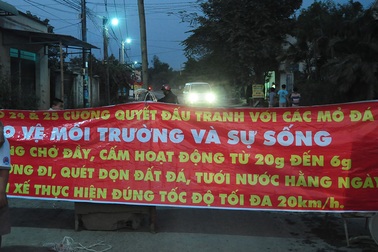 24 & 25 CƯƠNG QUYẾT ĐẤU TRANH VỚI CÁC MỎ ĐÁ
VỆ MÔI TRƯỜNG VÀ SỰ SỐNG
CHỞ ĐẦY, CẤM HOẠT ĐỘNG TỪ 20g ĐẾN 6g
ĐI, QUÉT DỌN ĐẤT ĐÁ, TƯỚI NƯỚC HẰNG NGÀY
XE THỰC HIỆN ĐÚNG TỐC ĐỘ TỐI ĐA 20km/h.